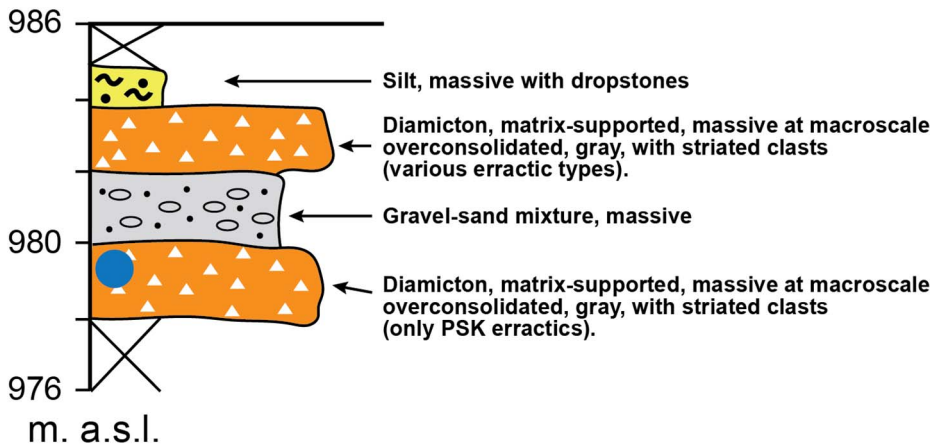 986
Silt, massive with dropstones
Diamicton, matrix-supported, massive at macroscale
overconsolidated, gray, with striated clasts
(various erractic types).
Gravel-sand mixture, massive
980
Diamicton, matrix-supported, massive at macroscale
overconsolidated, gray, with striated clasts
(only PSK erractics).
976
m. a.s.l.